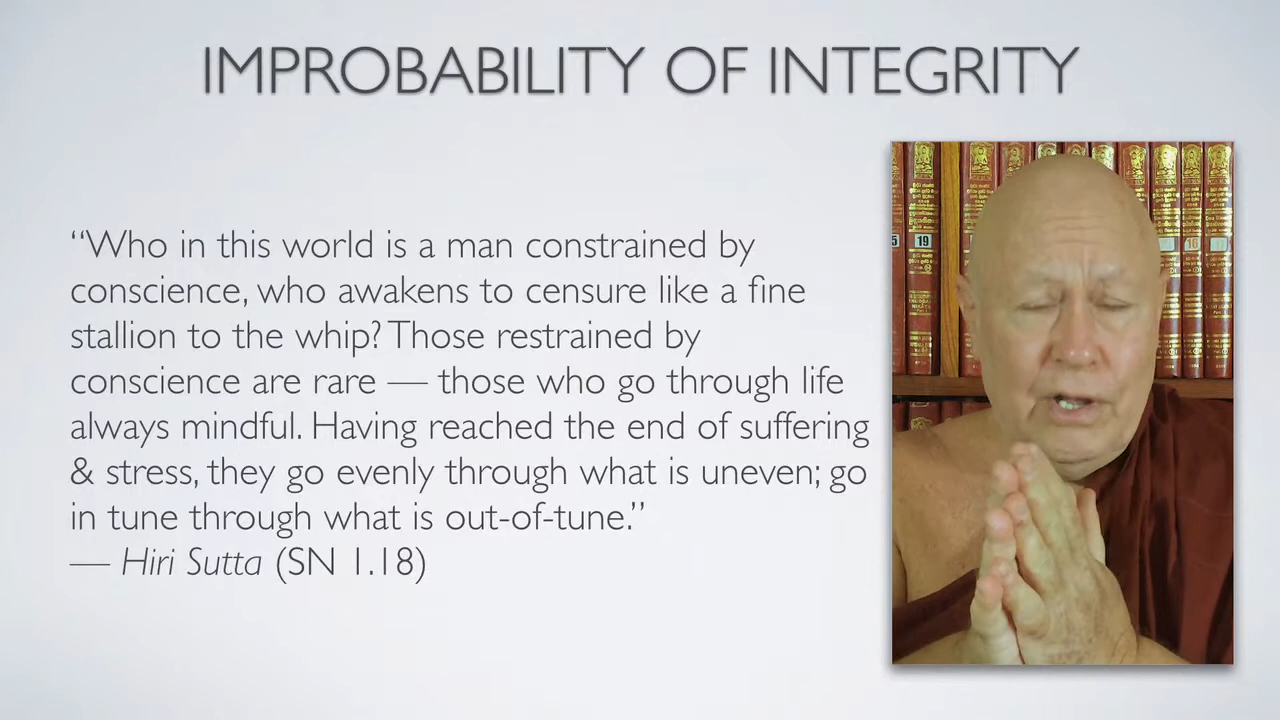 IMPROBABILITY OF INTEGRITY
“Who in this world is a man constrained by
conscience, who awakens to censure like a fine
stallion to the whip? Those restrained by
conscience are rare — those who go through life
always mindful. Having reached the end of suffering
& stress, they go evenly through what is uneven; go
in tune through what is out-of-tune.”
— Hiri Sutta (SN 1.18)
19
16